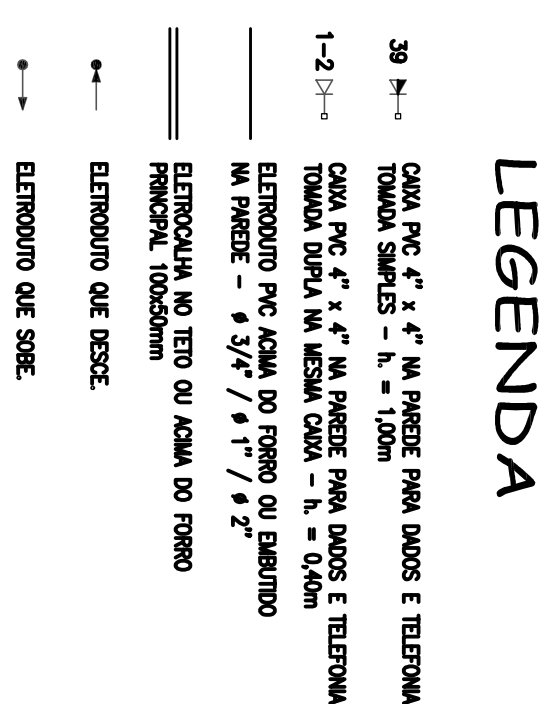 LEGENDA
39
CAIXA PVC 4" x 4" NA PAREDE PARA DADOS E TELEFONIA
TOMADA SIMPLES - h. = 1,00m
1-2
CAIXA PVC 4" x 4" NA PAREDE PARA DADOS E TELEFONIA
TOMADA DUPLA NA MESMA CAIXA - h. = 0,40m
ELETRODUTO PVC ACIMA DO FORRO OU EMBUTIDO
NA PAREDE - ø 3/4" / ø 1" / ø 2"
ELETROCALHA NO TETO OU ACIMA DO FORRO
PRINCIPAL 100x50mm
ELETRODUTO QUE DESCE.
ELETRODUTO QUE SOBE.